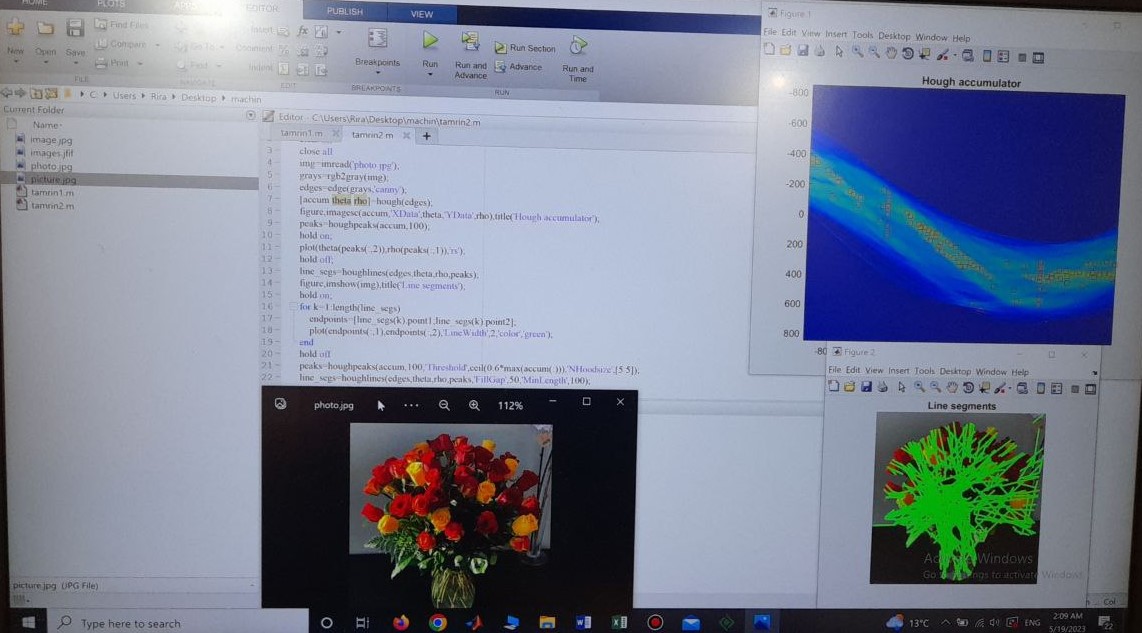 HOME PLOTS EDITOR PUBLISH VIEW
New Open Save
Find Files
Compare
Print
Go To
Find
Insert fx
Comment
Indent
Breakpoints
Run
Run and Advance
Run Section
Advance
Run and Time
FILE NAVIGATE EDIT BREAKPOINTS RUN
C: Users Rira Desktop machin
Current Folder
Name
image.jpg
images.jfif
photo.jpg
picture.jpg
tamrin1.m
tamrin2.m
picture.jpg (JPG File)
Editor - C:\Users\Rira\Desktop\machin\tamrin2.m
tamrin1.m tamrin2.m +
3 close all
4 img=imread('photo.jpg');
5 grays=rgb2gray(img);
6 edges=edge(grays,'canny');
7 [accum theta rho]=hough(edges);
8 figure,imagesc(accum,'XData',theta,'YData',rho),title('Hough accumulator');
9 peaks=houghpeaks(accum,100);
10 hold on;
11 plot(theta(peaks(:,2)),rho(peaks(:,1)),'rs');
12 hold off;
13 line_segs=houghlines(edges,theta,rho,peaks);
14 figure,imshow(img),title('Line segments');
15 hold on;
16 for k=1:length(line_segs)
17 endpoints=[line_segs(k).point1;line_segs(k).point2];
18 plot(endpoints(:,1),endpoints(:,2),'LineWidth',2,'color','green');
19 end
20 hold off
21 peaks=houghpeaks(accum,100,'Threshold',ceil(0.6*max(accum(:))),'NHoodsize',[5 5]);
22 line_segs=houghlines(edges,theta,rho,peaks,'FillGap',50,'MinLength',100);
photo.jpg ··· 112%
Figure 1
File Edit View Insert Tools Desktop Window Help
Hough accumulator
-800
-600
-400
-200
0
200
400
600
800
-80
Figure 2
File Edit View Insert Tools Desktop Window Help
Line segments
Activate Windows
Go to Settings to activate Windows.
Col
Type here to search
13°C
ENG
2:09 AM
5/19/2023
22